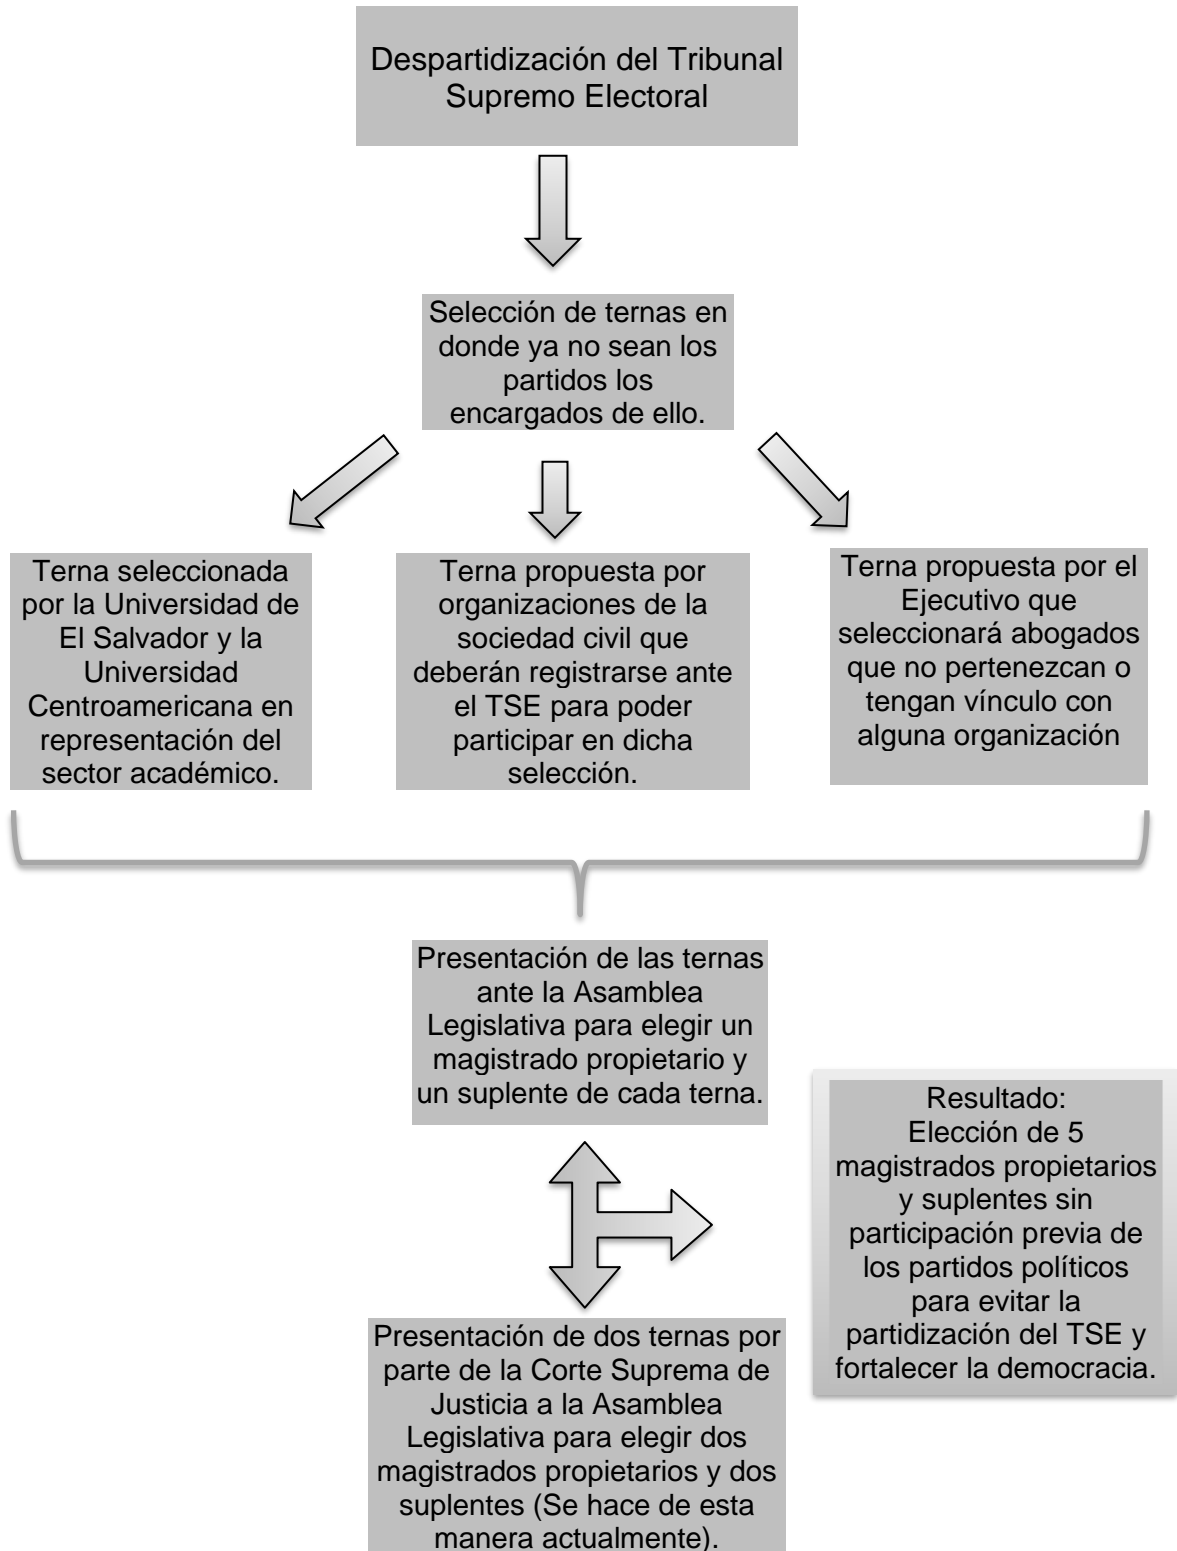 Despartidización del Tribunal
Supremo Electoral
Selección de ternas en
donde ya no sean los
partidos los
encargados de ello.
Terna seleccionada
por la Universidad de
El Salvador y la
Universidad
Centroamericana en
representación del
sector académico.
Terna propuesta por
organizaciones de la
sociedad civil que
deberán registrarse ante
el TSE para poder
participar en dicha
selección.
Terna propuesta por el
Ejecutivo que
seleccionará abogados
que no pertenezcan o
tengan vínculo con
alguna organización
Presentación de las ternas
ante la Asamblea
Legislativa para elegir un
magistrado propietario y
un suplente de cada terna.
Resultado:
Elección de 5
magistrados propietarios
y suplentes sin
participación previa de
los partidos políticos
para evitar la
partidización del TSE y
fortalecer la democracia.
Presentación de dos ternas por
parte de la Corte Suprema de
Justicia a la Asamblea
Legislativa para elegir dos
magistrados propietarios y dos
suplentes (Se hace de esta
manera actualmente).